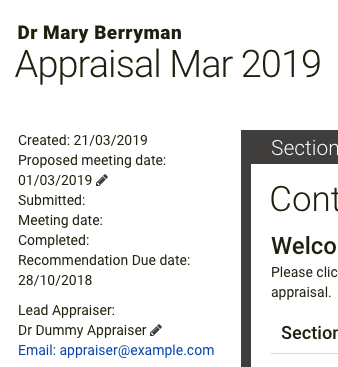 Dr Mary Berryman
Appraisal Mar 2019
Created: 21/03/2019
Proposed meeting date:
01/03/2019
Submitted:
Meeting date:
Completed:
Recommendation Due date:
28/10/2018
Lead Appraiser:
Dr Dummy Appraiser
Email: appraiser@example.com
Section
Cont
Welco
Please clic
appraisal.
Section